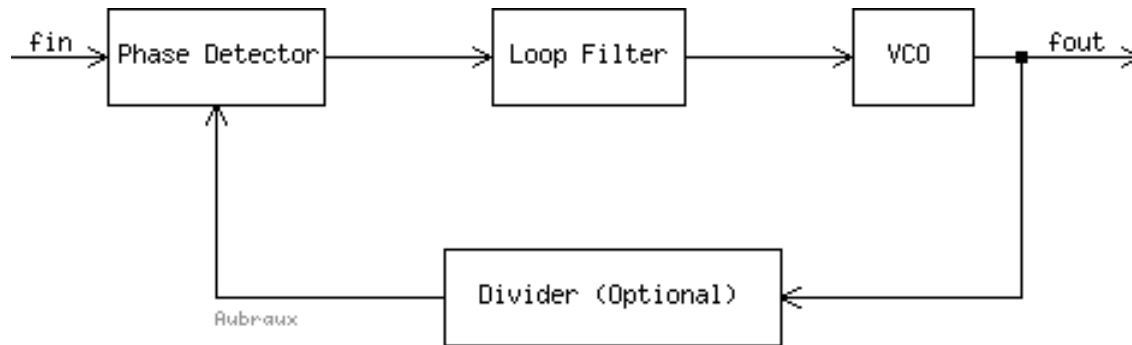 fin
Phase Detector
Loop Filter
VCO
fout
Divider (Optional)
Aubraux